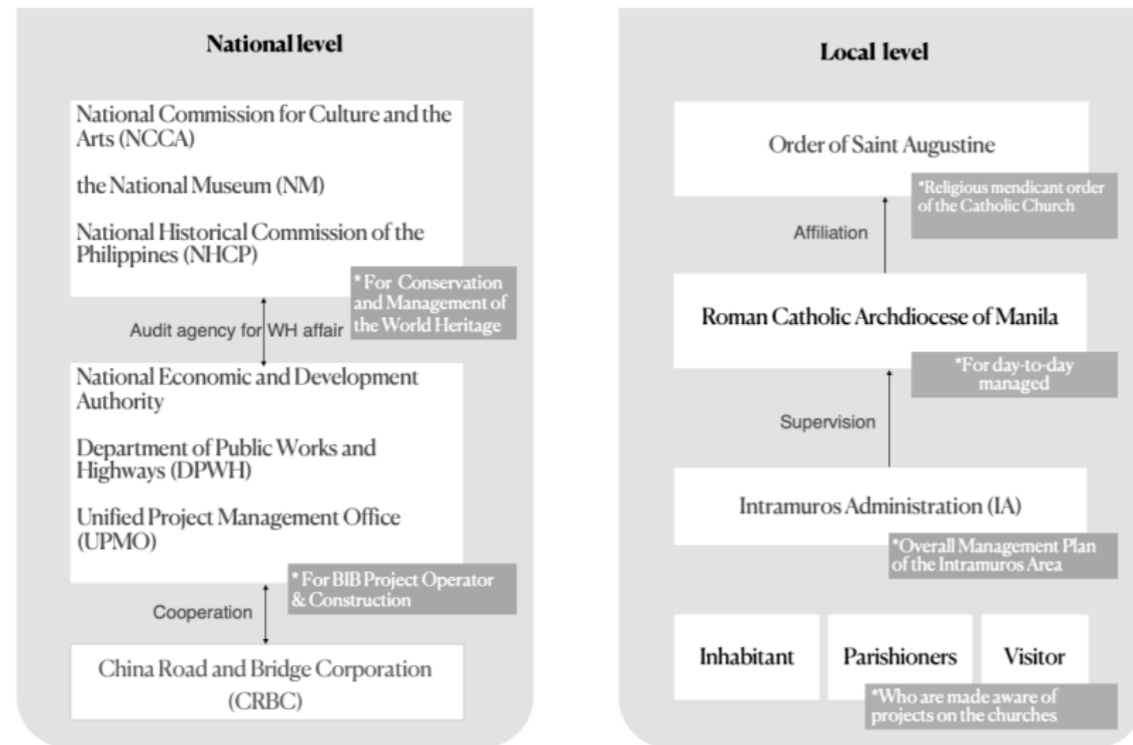 National level
National Commission for Culture and the
Arts (NCCA)
the National Museum (NM)
National Historical Commission of the
Philippines (NHCP)
* For Conservation
and Management of
the World Heritage
Audit agency for WH affair
National Economic and Development
Authority
Department of Public Works and
Highways (DPWH)
Unified Project Management Office
(UPMO)
* For BIB Project Operator
& Construction
Cooperation
China Road and Bridge Corporation
(CRBC)
Local level
Order of Saint Augustine
*Religious mendicant order
of the Catholic Church
Affiliation
Roman Catholic Archdiocese of Manila
*For day-to-day
managed
Supervision
Intramuros Administration (IA)
*Overall Management Plan
of the Intramuros Area
Inhabitant
Parishioners
Visitor
*Who are made aware of
projects on the churches